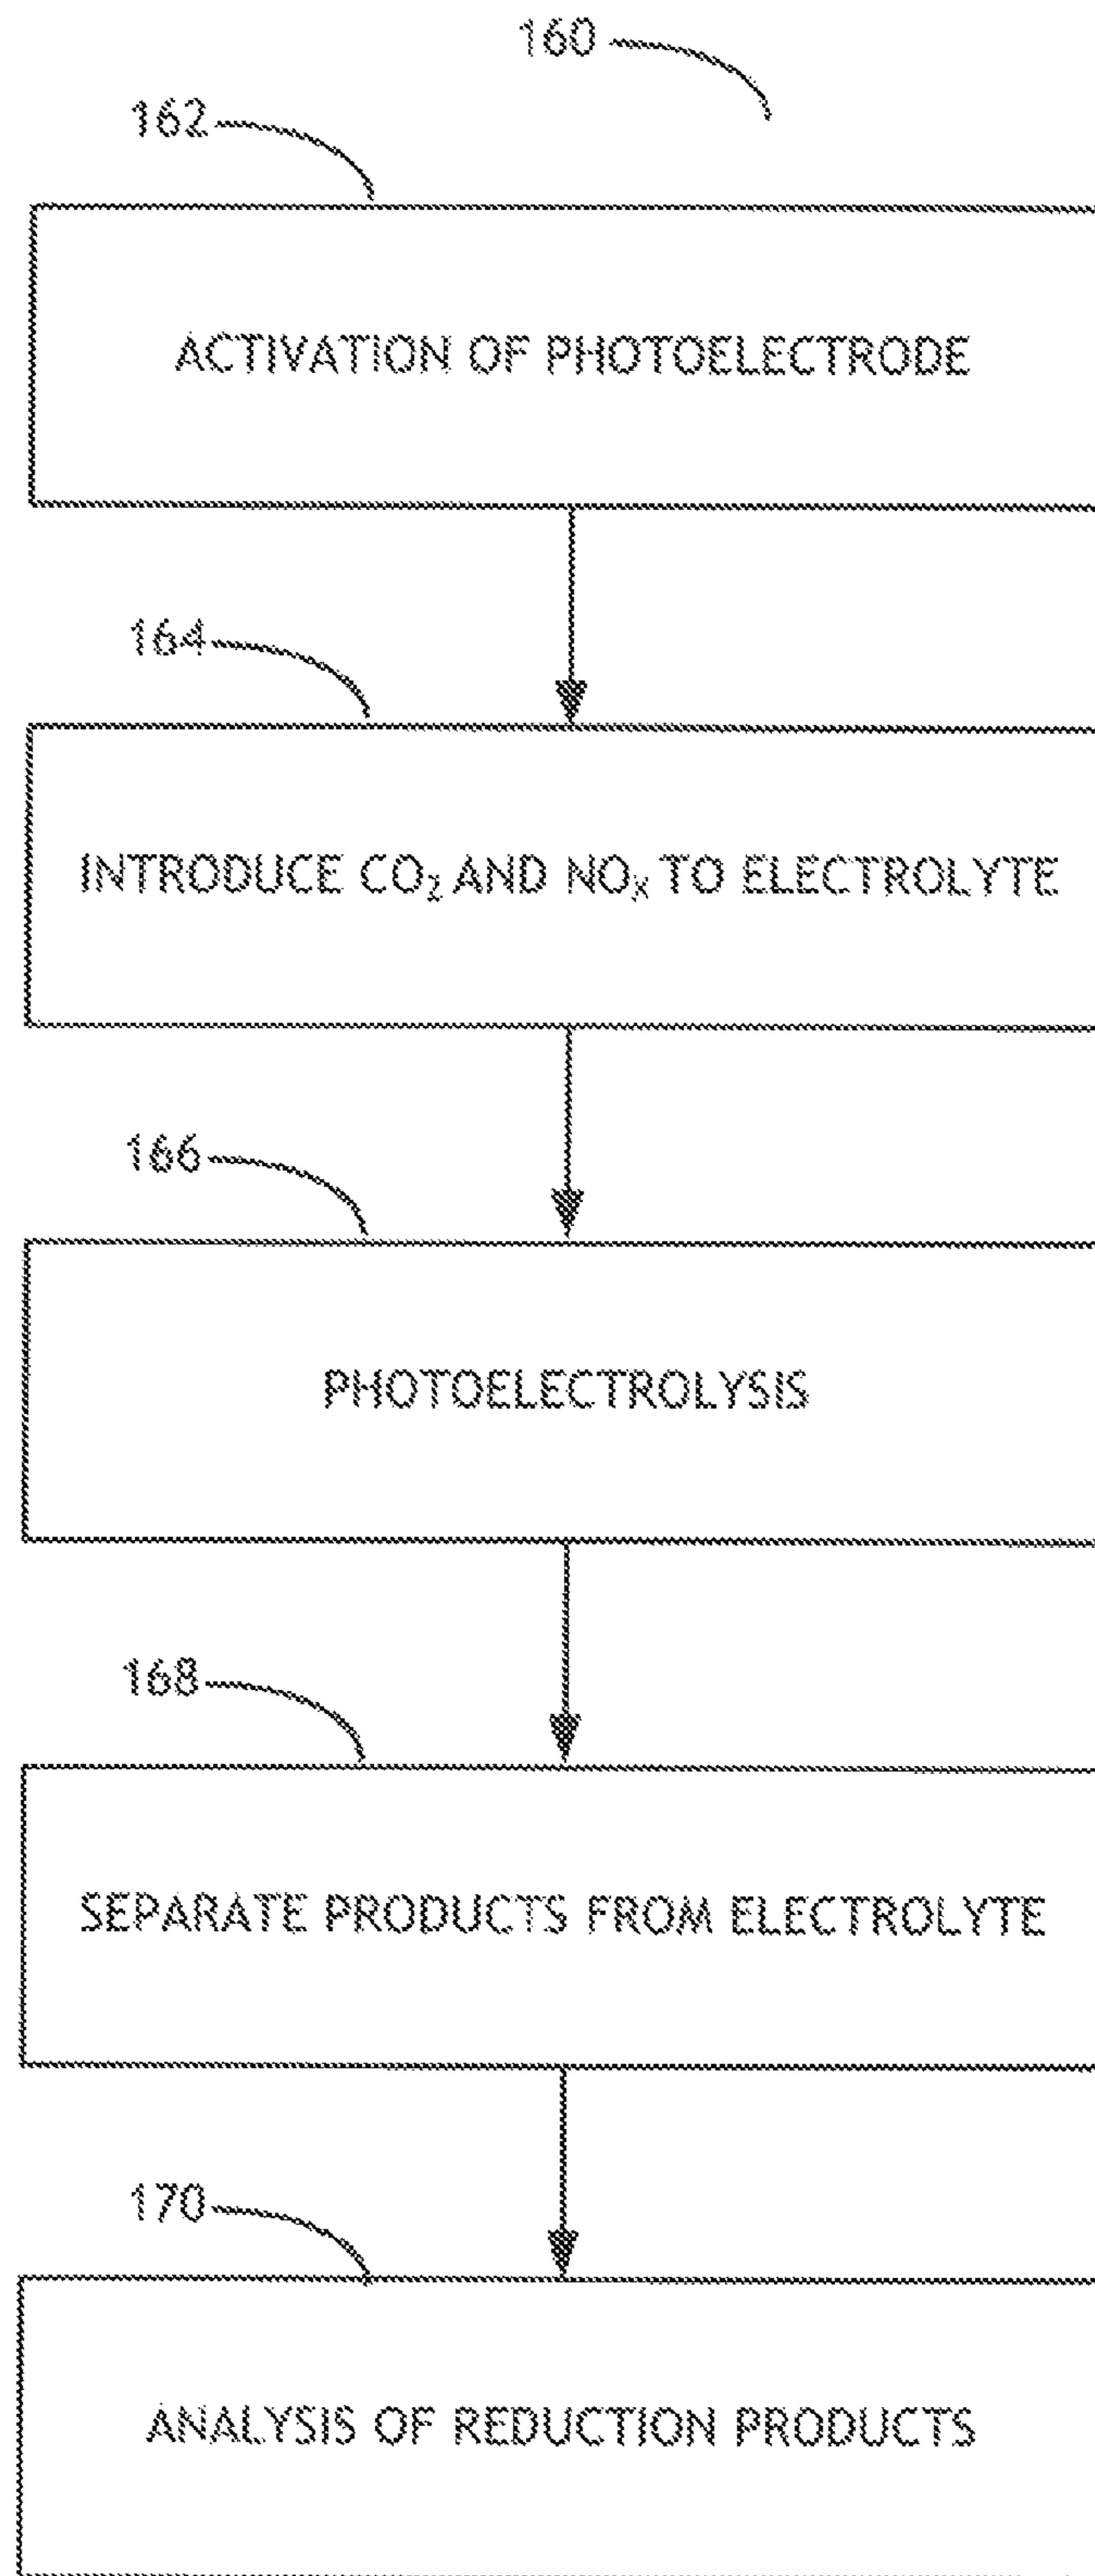 160
162
ACTIVATION OF PHOTOELECTRODE
164
INTRODUCE CO₂ AND NOₓ TO ELECTROLYTE
166
PHOTOELECTROLYSIS
168
SEPARATE PRODUCTS FROM ELECTROLYTE
170
ANALYSIS OF REDUCTION PRODUCTS